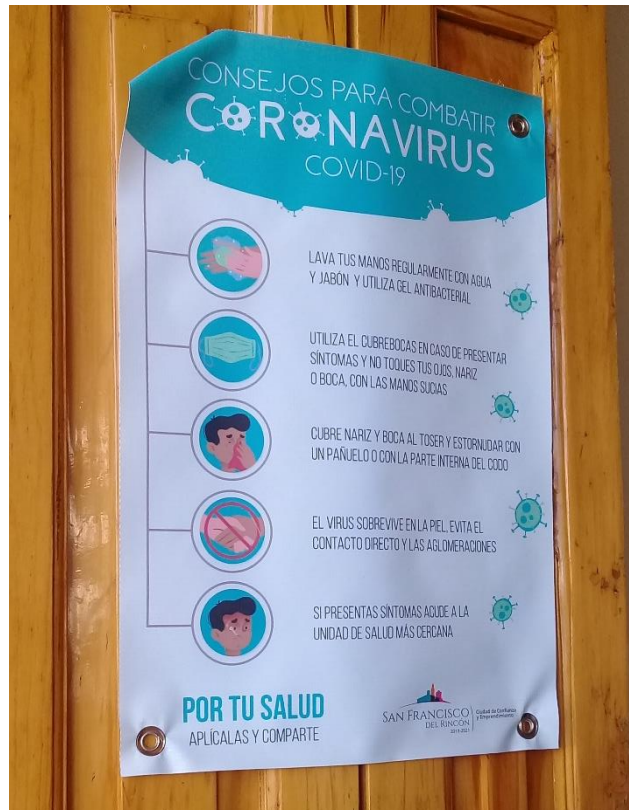 CONSEJOS PARA COMBATIR
CORONAVIRUS
COVID-19
LAVA TUS MANOS REGULARMENTE CON AGUA
Y JABÓN Y UTILIZA GEL ANTIBACTERIAL
UTILIZA EL CUBREBOCAS EN CASO DE PRESENTAR
SÍNTOMAS Y NO TOQUES TUS OJOS, NARIZ
O BOCA, CON LAS MANOS SUCIAS
CUBRE NARIZ Y BOCA AL TOSER Y ESTORNUDAR CON
UN PAÑUELO O CON LA PARTE INTERNA DEL CODO
EL VIRUS SOBREVIVE EN LA PIEL, EVITA EL
CONTACTO DIRECTO Y LAS AGLOMERACIONES
SI PRESENTAS SÍNTOMAS ACUDE A LA
UNIDAD DE SALUD MÁS CERCANA
POR TU SALUD
APLÍCALAS Y COMPARTE
SAN FRANCISCO
DEL RINCÓN
Ciudad de Confianza
y Emprendimiento